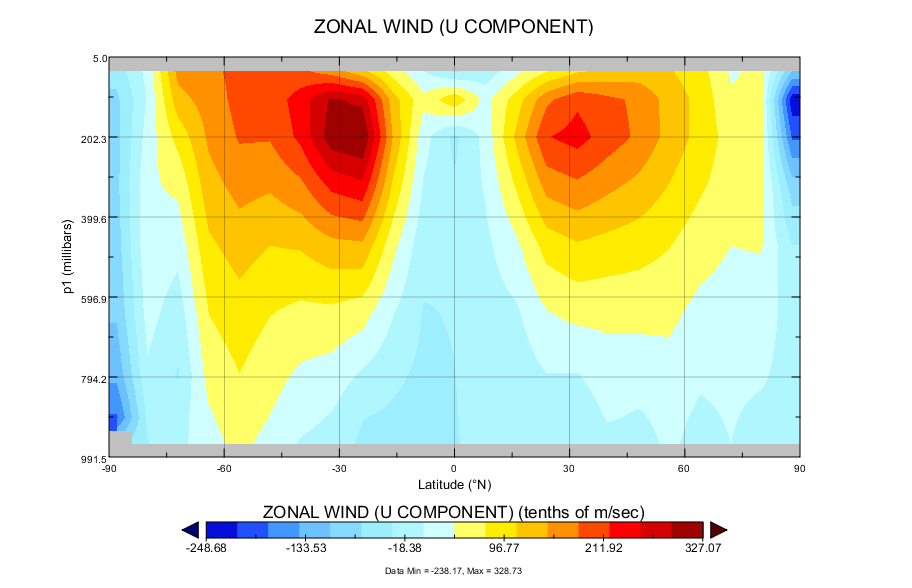 ZONAL WIND (U COMPONENT)
5.0
202.3
399.6
596.9
794.2
991.5
p1 (millibars)
-90 -60 -30 0 30 60 90
Latitude (°N)
ZONAL WIND (U COMPONENT) (tenths of m/sec)
-248.68 -133.53 -18.38 96.77 211.92 327.07
Data Min = -238.17, Max = 328.73